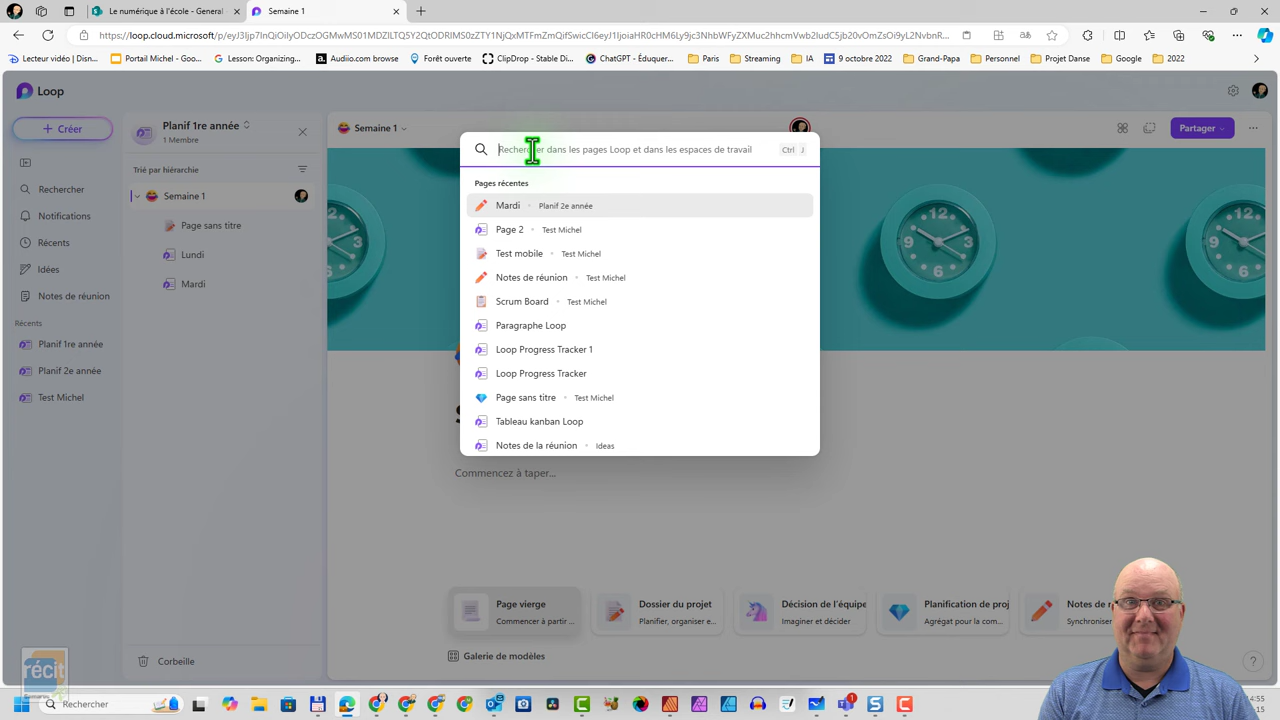 Le numérique à l'école - General
Semaine 1
https://loop.cloud.microsoft/p/
Lecteur vidéo | Disn...
Portail Michel - Goo...
Lesson: Organizing...
Audiio.com browse
Forêt ouverte
ClipDrop - Stable Di...
ChatGPT - Éduquer...
Paris
Streaming
IA
9 octobre 2022
Grand-Papa
Personnel
Projet Danse
Google
2022
Loop
Créer
Planif 1re année
1 Membre
Semaine 1
Partager
Rechercher dans les pages Loop et dans les espaces de travail
Ctrl J
Trié par hiérarchie
Pages récentes
Rechercher
Semaine 1
Mardi • Planif 2e année
Notifications
Page sans titre
Page 2 • Test Michel
Récents
Lundi
Test mobile • Test Michel
Idées
Mardi
Notes de réunion • Test Michel
Notes de réunion
Scrum Board • Test Michel
Récents
Paragraphe Loop
Planif 1re année
Loop Progress Tracker 1
Planif 2e année
Loop Progress Tracker
Test Michel
Page sans titre • Test Michel
Tableau kanban Loop
Notes de la réunion • Ideas
Commencez à taper...
Page vierge
Commencer à partir ...
Dossier du projet
Planifier, organiser e...
Décision de l'équipe
Imaginer et décider
Planification de proj
Agrégat pour la com...
Notes de r
Synchroniser
Galerie de modèles
Corbeille
récit
Rechercher
14:55